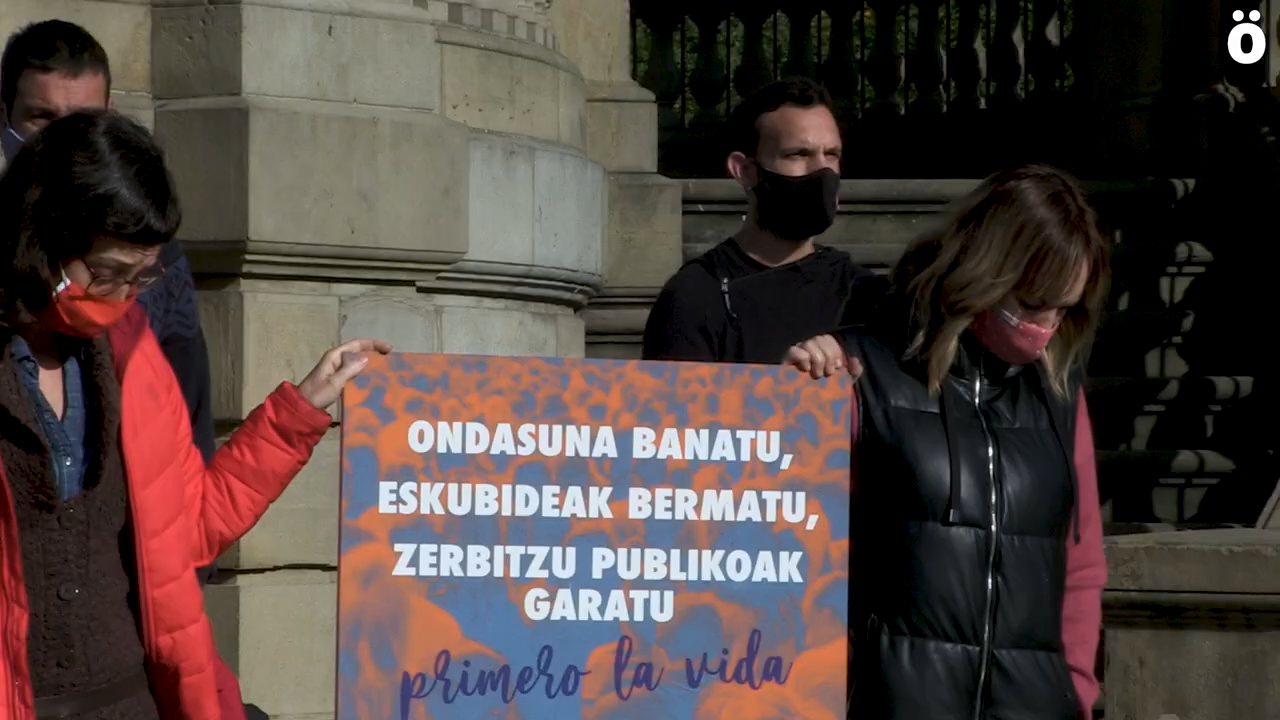 Ö
ONDASUNA BANATU,
ESKUBIDEAK BERMATU,
ZERBITZU PUBLIKOAK
GARATU
primero la vida